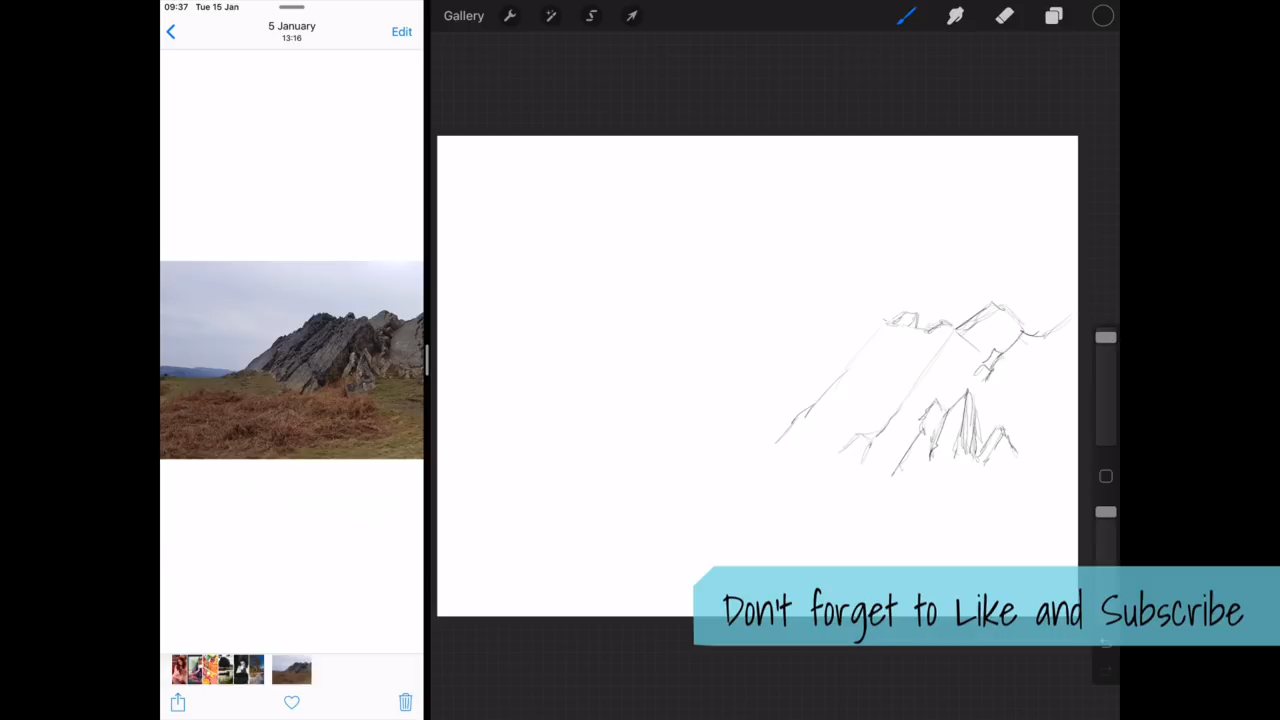 09:37 Tue 15 Jan
5 January
13:16
Edit
Gallery
Don't forget to Like and Subscribe